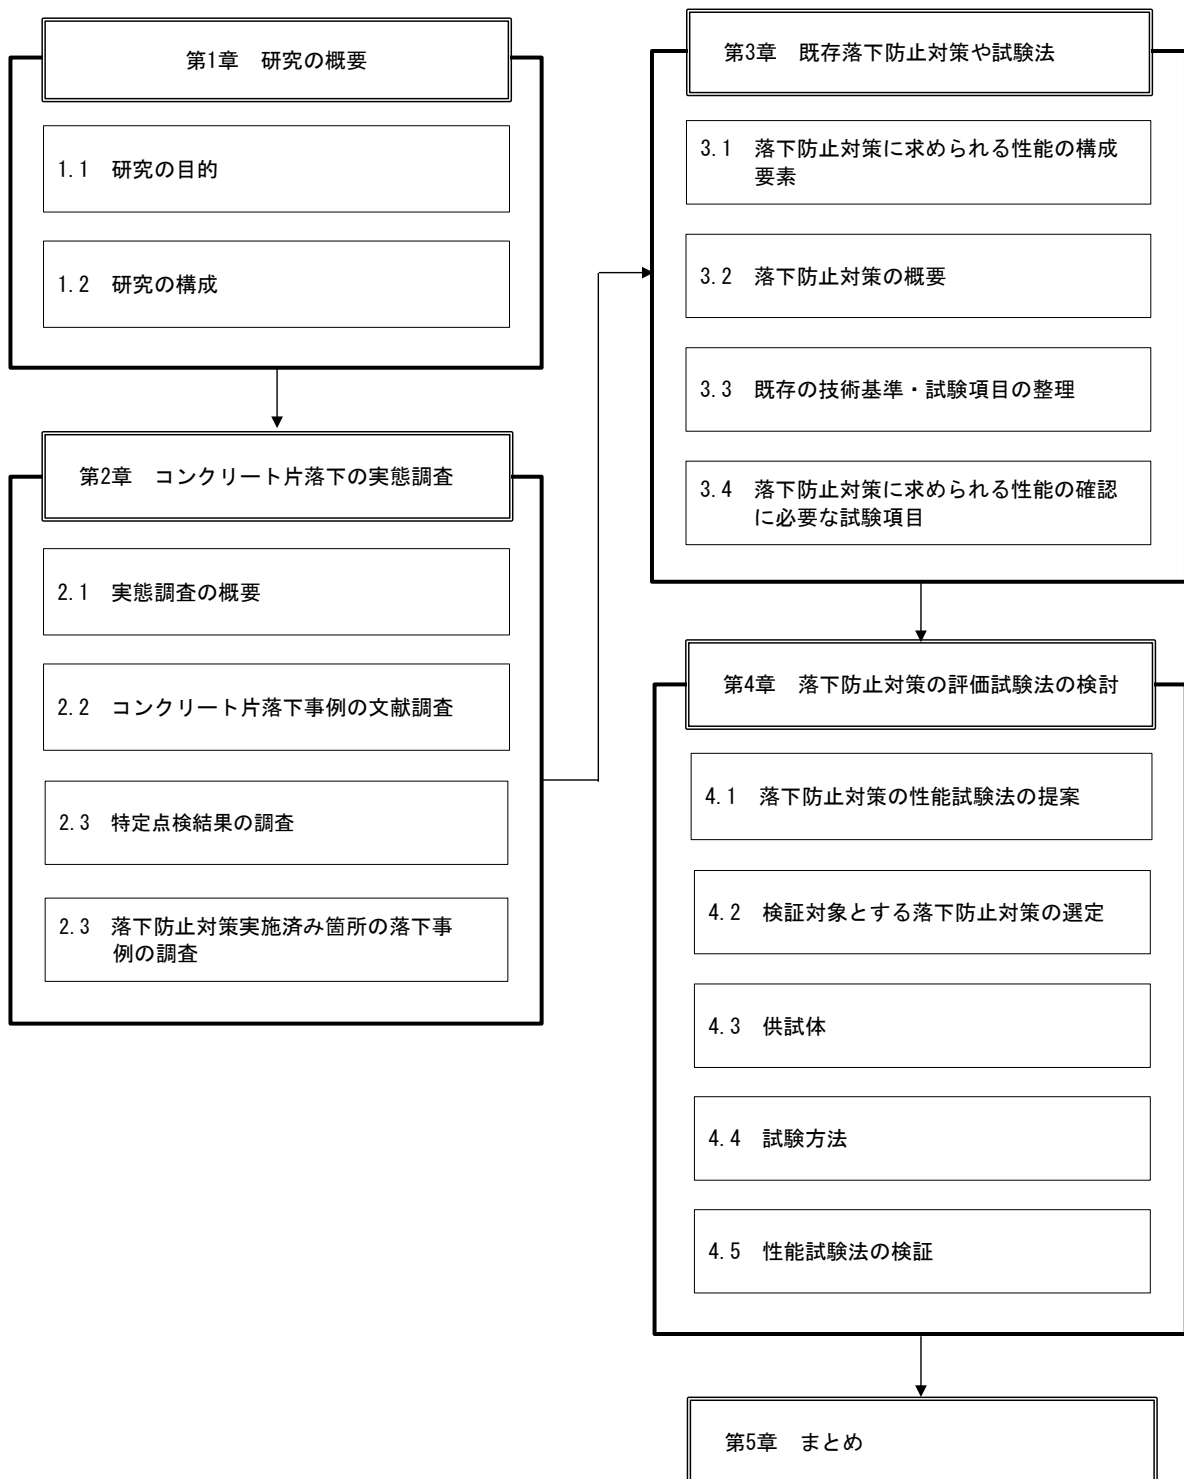 第1章　研究の概要
1.1　研究の目的
1.2　研究の構成
第2章　コンクリート片落下の実態調査
2.1　実態調査の概要
2.2　コンクリート片落下事例の文献調査
2.3　特定点検結果の調査
2.3　落下防止対策実施済み箇所の落下事
例の調査
第3章　既存落下防止対策や試験法
3.1　落下防止対策に求められる性能の構成
要素
3.2　落下防止対策の概要
3.3　既存の技術基準・試験項目の整理
3.4　落下防止対策に求められる性能の確認
に必要な試験項目
第4章　落下防止対策の評価試験法の検討
4.1　落下防止対策の性能試験法の提案
4.2　検証対象とする落下防止対策の選定
4.3　供試体
4.4　試験方法
4.5　性能試験法の検証
第5章　まとめ